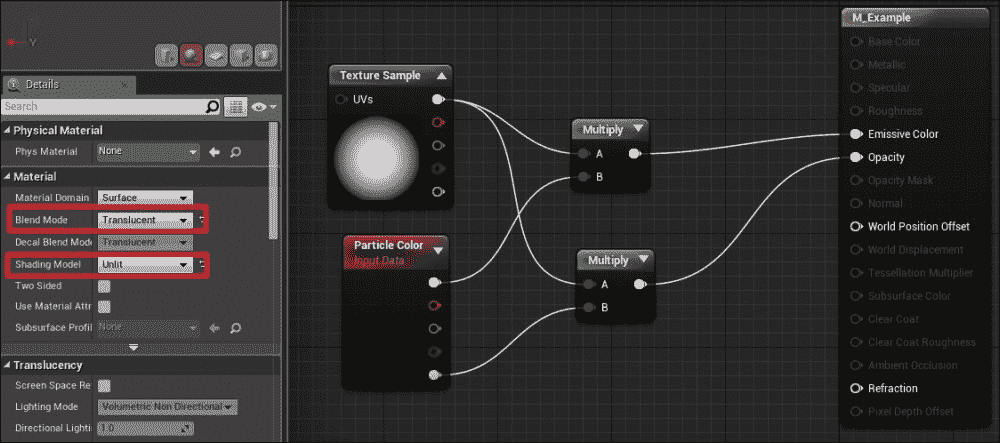 Y
Details
Search
Physical Material
Phys Material None
Material
Material Domain Surface
Blend Mode Translucent
Decal Blend Mode Translucent
Shading Model Unlit
Two Sided
Use Material Attr
Subsurface Profil None
Translucency
Screen Space Re
Lighting Mode Volumetric Non Directional
Directional Lighti 1.0
Texture Sample
UVs
Particle Color
Input Data
Multiply
A
B
Multiply
A
B
M_Example
Base Color
Metallic
Specular
Roughness
Emissive Color
Opacity
Opacity Mask
Normal
World Position Offset
World Displacement
Tessellation Multiplier
Subsurface Color
Clear Coat
Clear Coat Roughness
Ambient Occlusion
Refraction
Pixel Depth Offset